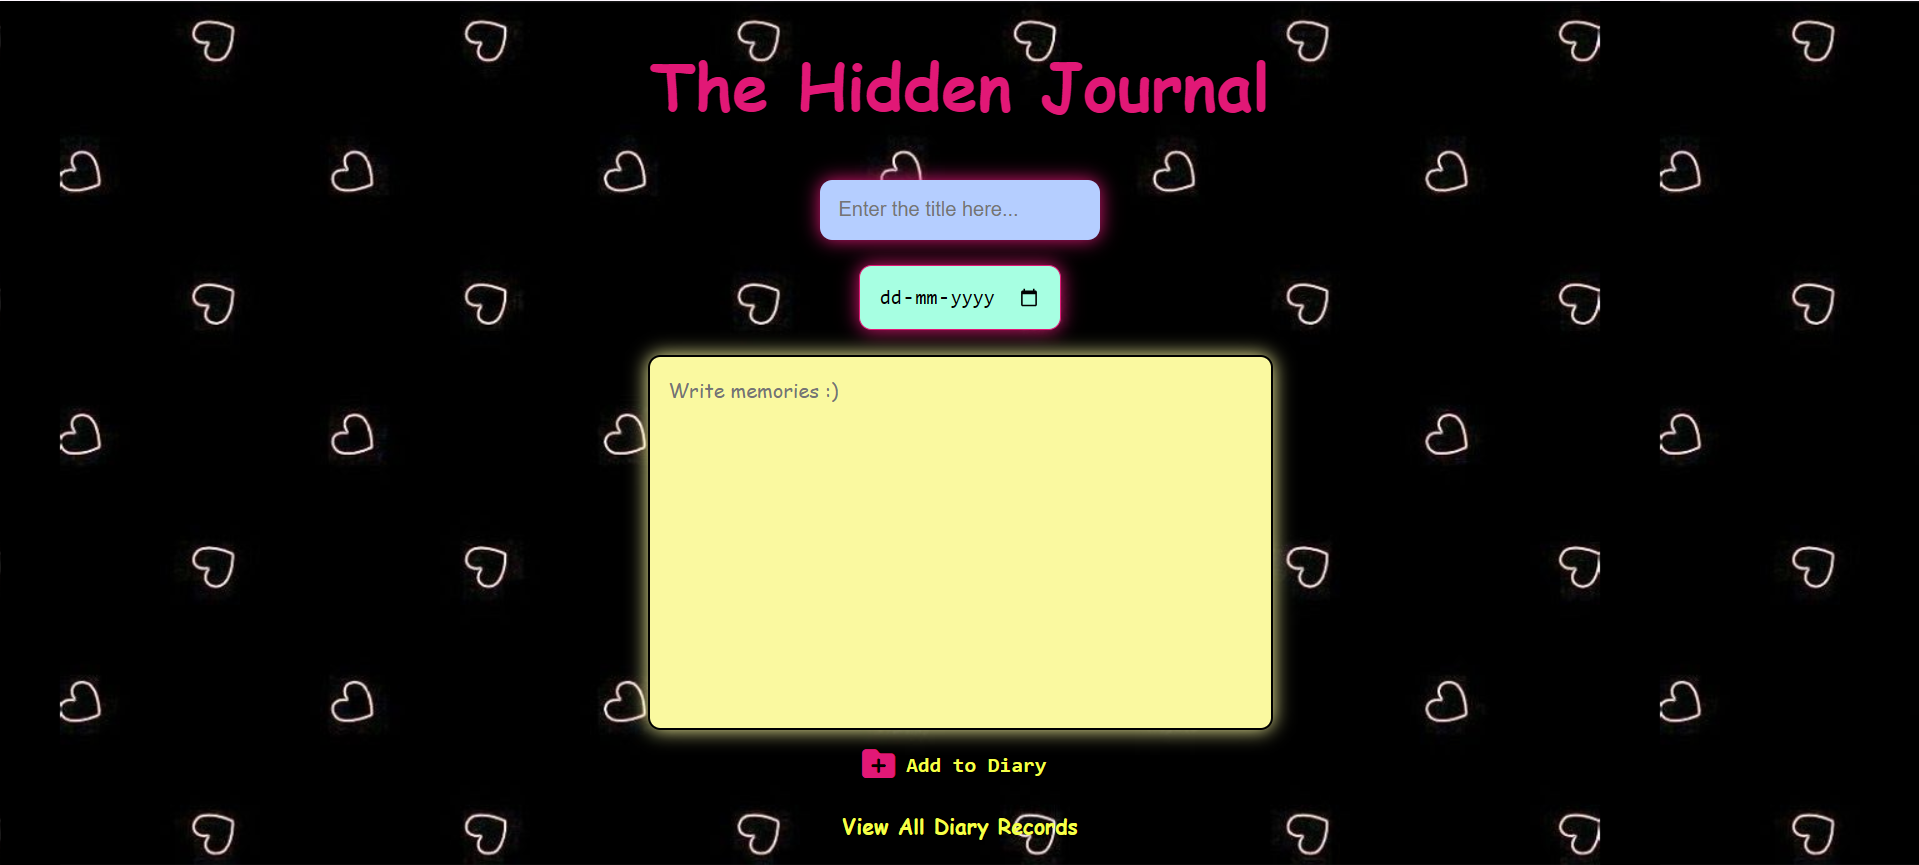 The Hidden Journal
Enter the title here...
dd-mm-yyyy
Write memories :)
Add to Diary
View All Diary Records